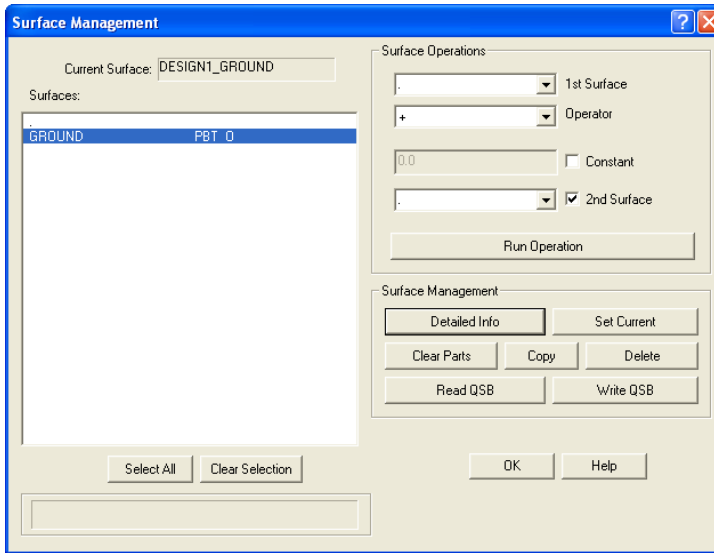 Surface Management
Current Surface: DESIGN1_GROUND
Surfaces:
.
GROUND PBT O
Select All Clear Selection
Surface Operations
. 1st Surface
+ Operator
0.0 Constant
. 2nd Surface
Run Operation
Surface Management
Detailed Info Set Current
Clear Parts Copy Delete
Read QSB Write QSB
OK Help